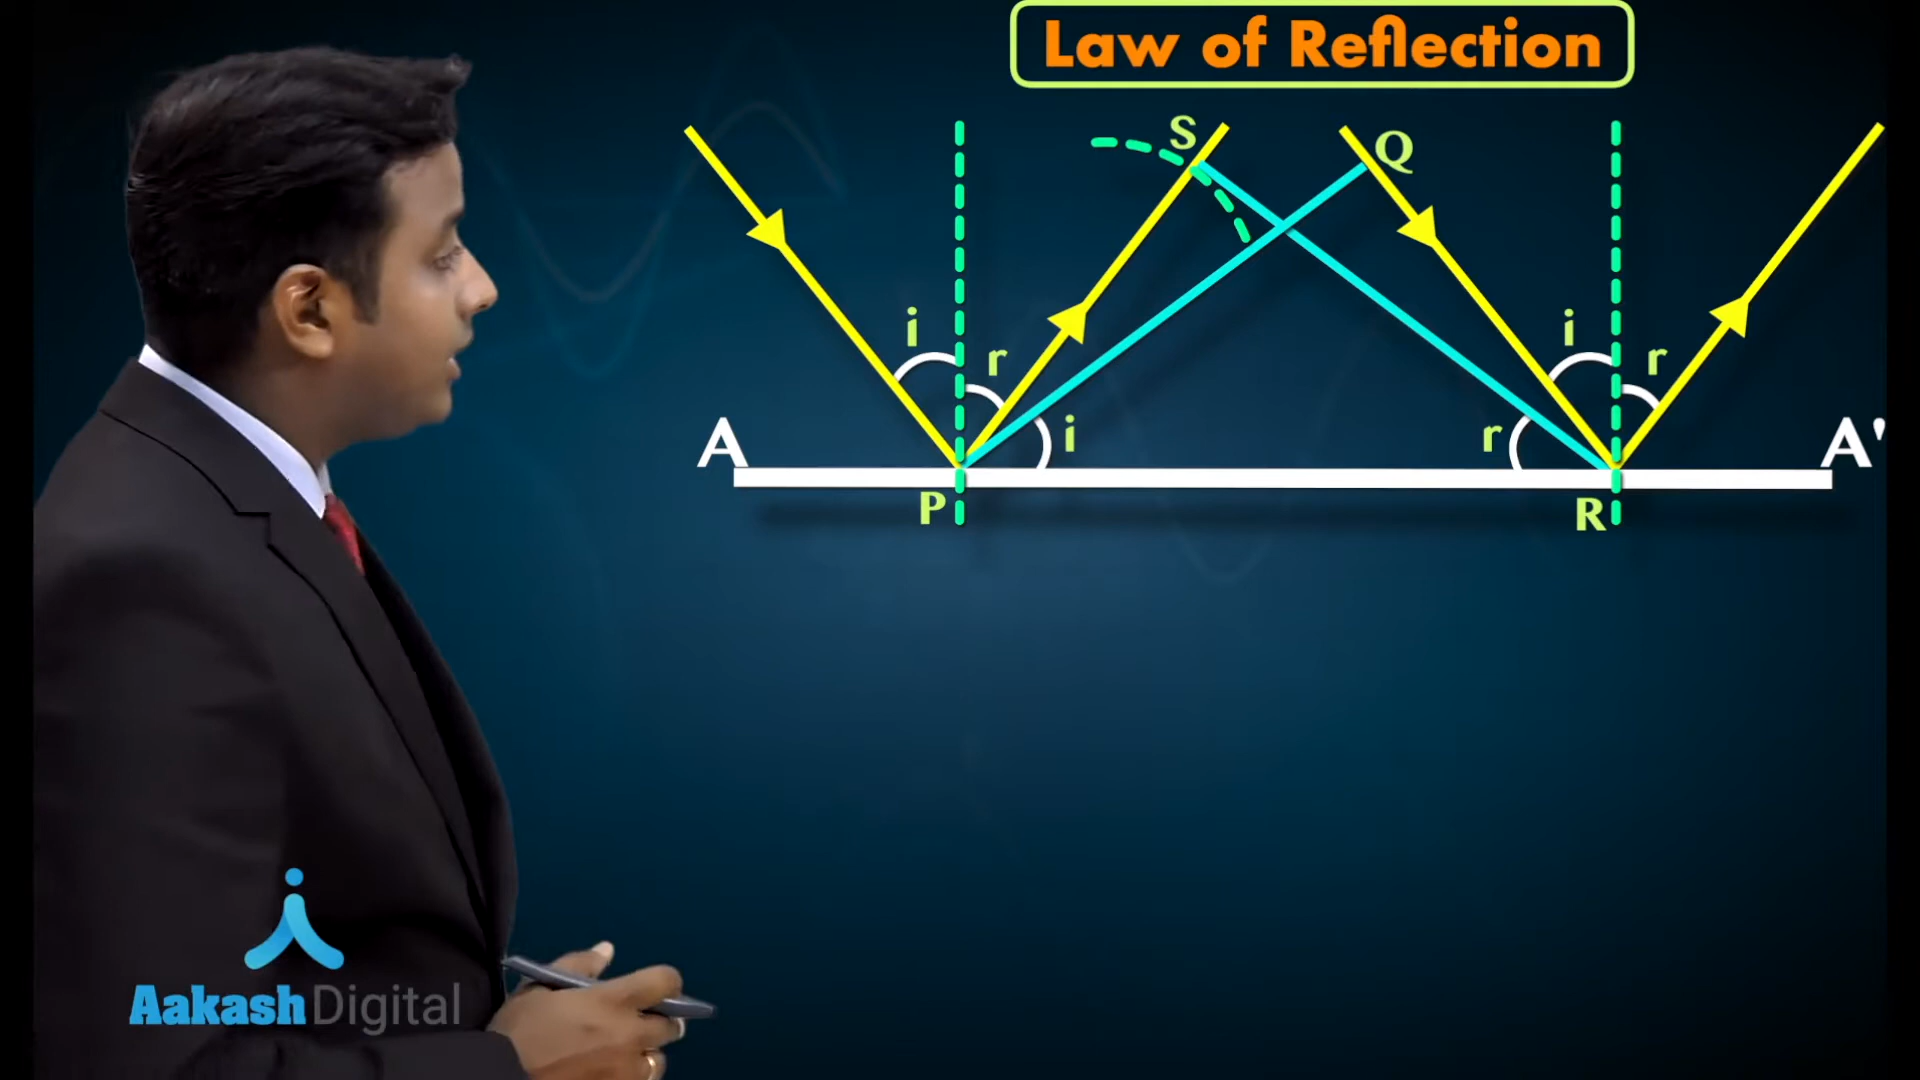 Law of Reflection
S
Q
i
r
i
r
i
r
A
A'
P
R
Aakash Digital